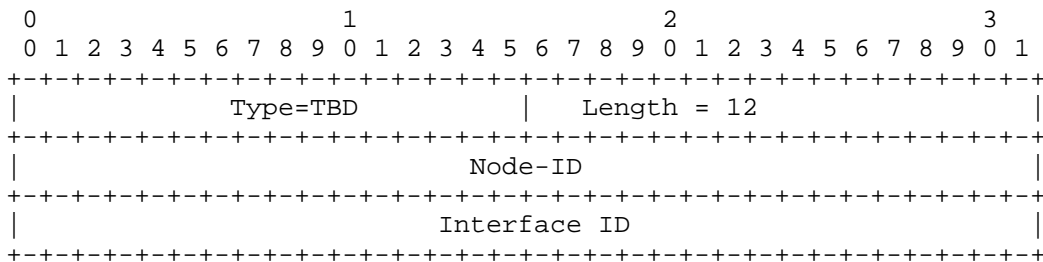 0                   1                   2                   3
0 1 2 3 4 5 6 7 8 9 0 1 2 3 4 5 6 7 8 9 0 1 2 3 4 5 6 7 8 9 0 1
+-+-+-+-+-+-+-+-+-+-+-+-+-+-+-+-+-+-+-+-+-+-+-+-+-+-+-+-+-+-+-+-+
|              Type=TBD          |   Length = 12                 |
+-+-+-+-+-+-+-+-+-+-+-+-+-+-+-+-+-+-+-+-+-+-+-+-+-+-+-+-+-+-+-+-+
|                            Node-ID                            |
+-+-+-+-+-+-+-+-+-+-+-+-+-+-+-+-+-+-+-+-+-+-+-+-+-+-+-+-+-+-+-+-+
|                          Interface ID                         |
+-+-+-+-+-+-+-+-+-+-+-+-+-+-+-+-+-+-+-+-+-+-+-+-+-+-+-+-+-+-+-+-+